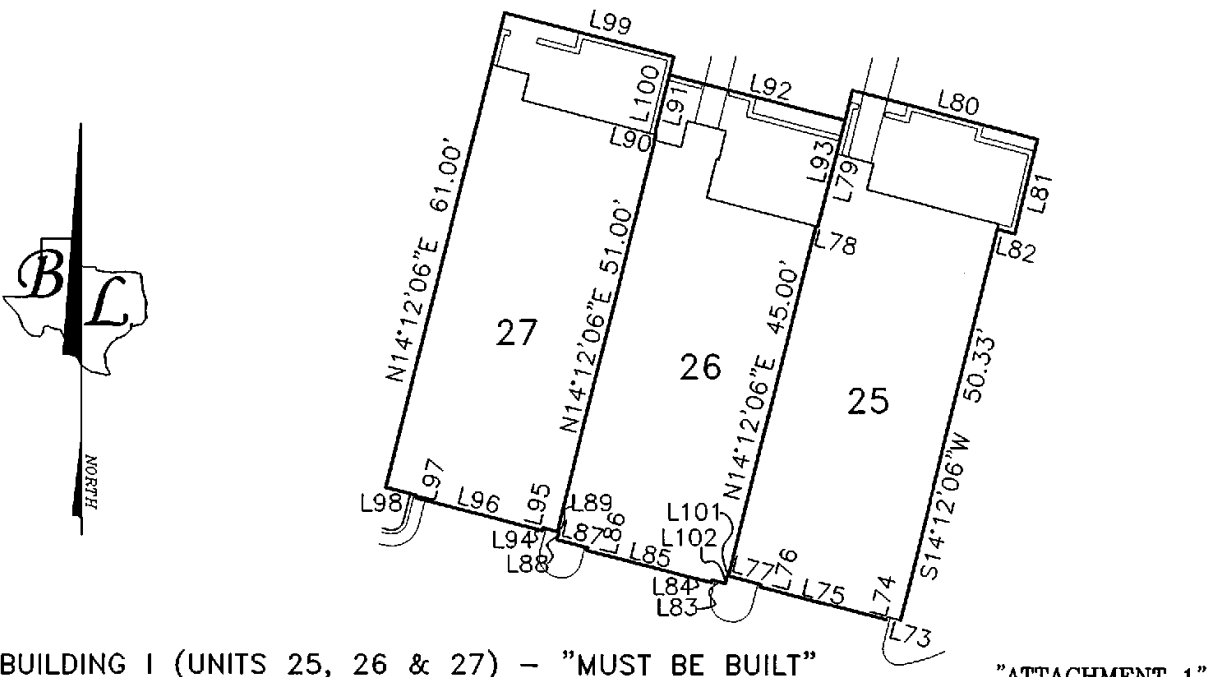 L99
L100
L91
L92
L80
L90
L93
L79
L81
L78
L82
N14°12'06"E 61.00'
N14°12'06"E 51.00'
N14°12'06"E 45.00'
S14°12'06"W 50.33'
B L
NORTH
27
26
25
L98
L97
L96
L95
L94
L89
L88
L87
L86
L85
L101
L102
L84
L83
L77
L76
L75
L74
L73
BUILDING I (UNITS 25, 26 & 27) – "MUST BE BUILT"
"ATTACHMENT 1"